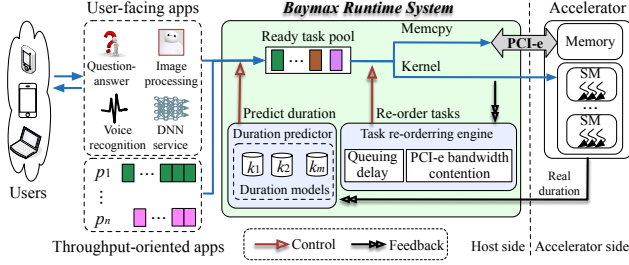 User-facing apps
Baymax Runtime System
Accelerator
Question-
answer
Image
processing
Voice
recognition
DNN
service
Users
p1
...
pn
Throughput-oriented apps
Ready task pool
...
Memcpy
Kernel
PCI-e
Memory
SM
...
SM
Predict duration
Re-order tasks
Duration predictor
k1 k2 km
Duration models
Task re-orderring engine
Queuing
delay
PCI-e bandwidth
contention
Real
duration
Control
Feedback
Host side
Accelerator side